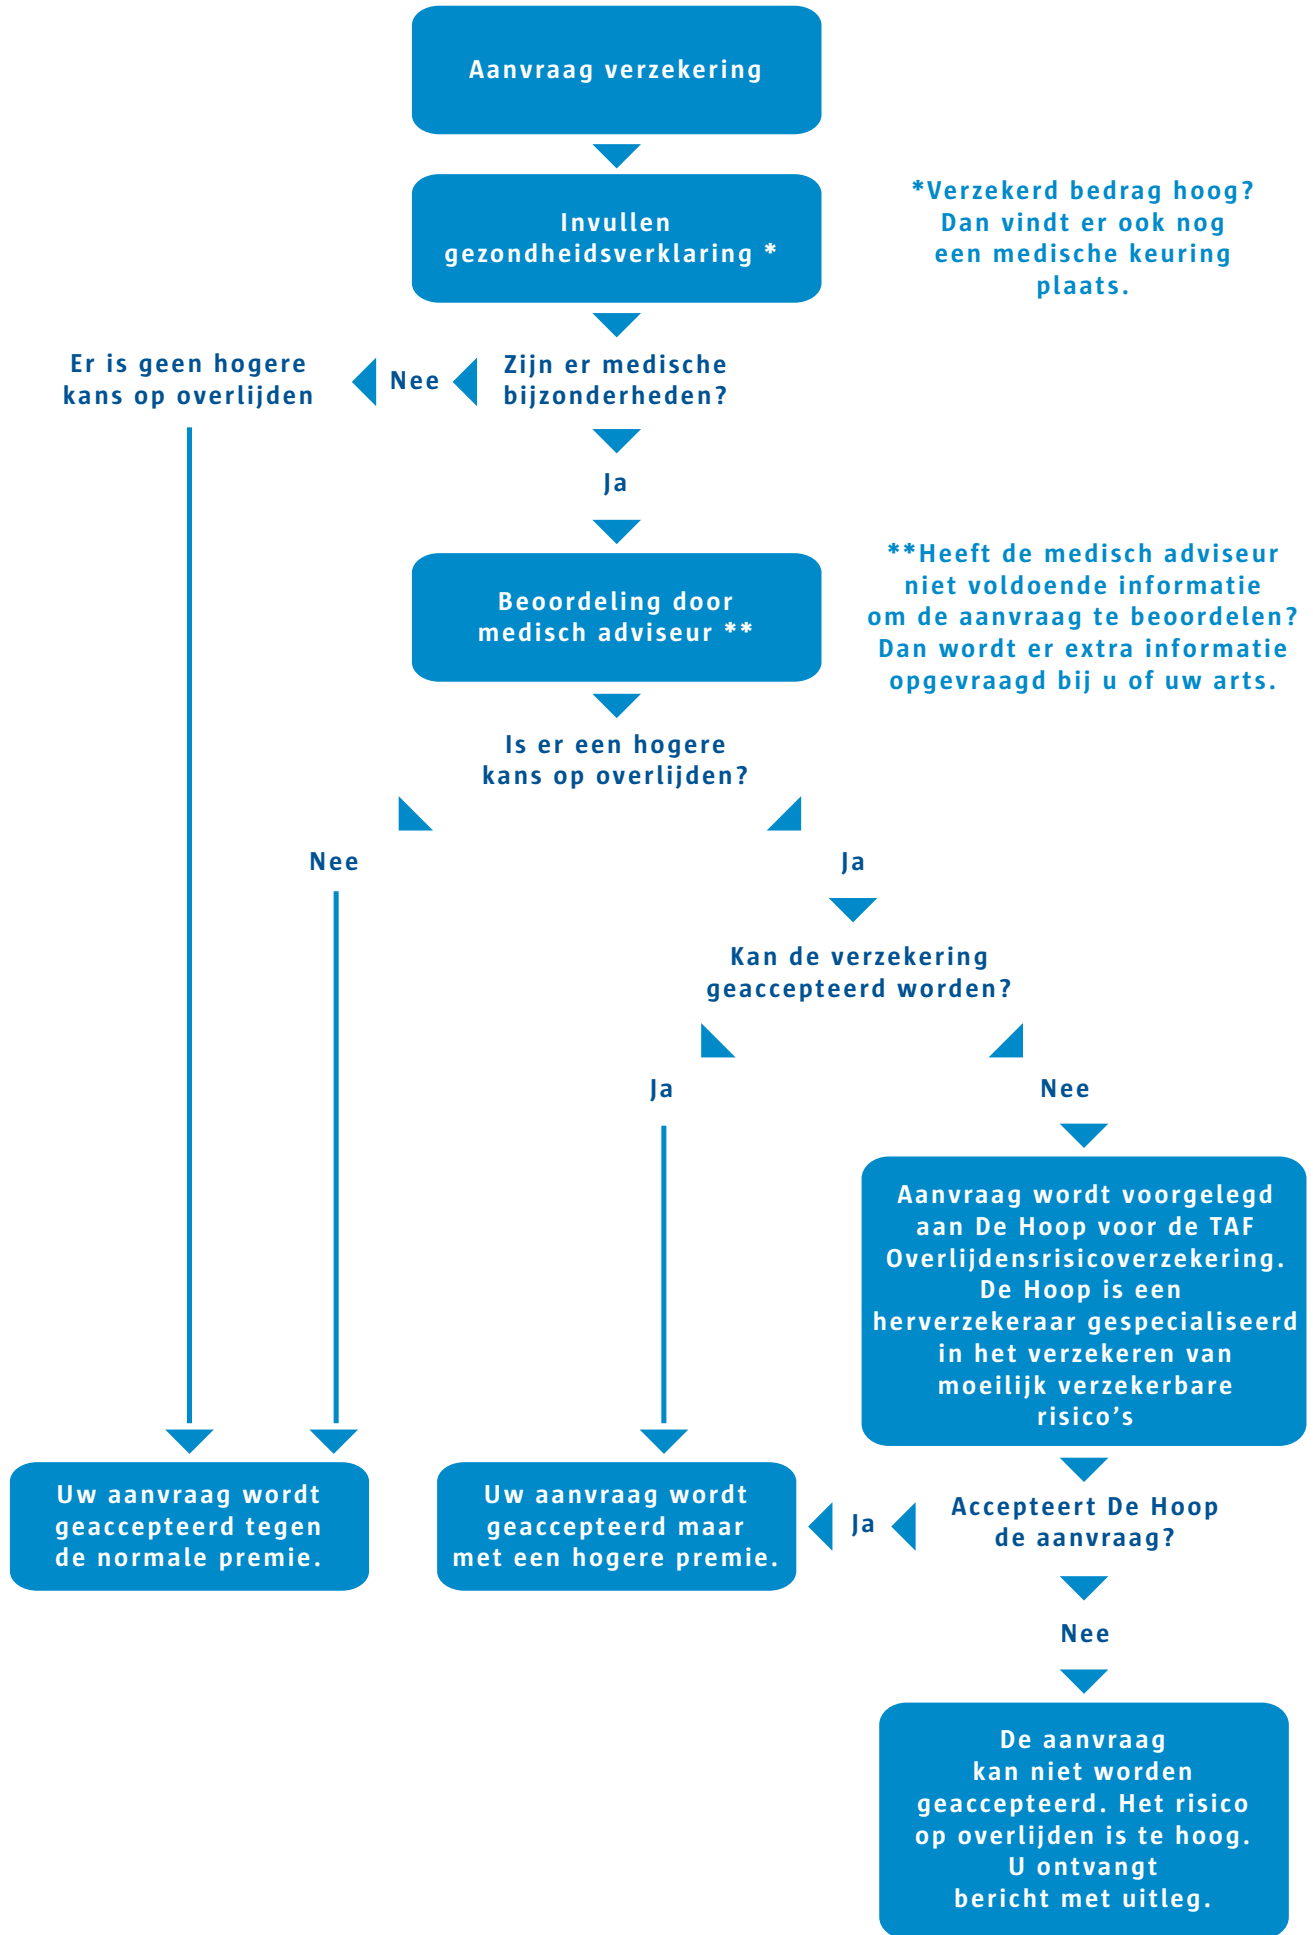 Aanvraag verzekering
Invullen
gezondheidsverklaring *
*Verzekerd bedrag hoog?
Dan vindt er ook nog
een medische keuring
plaats.
Er is geen hogere
kans op overlijden
Nee
Zijn er medische
bijzonderheden?
Ja
Beoordeling door
medisch adviseur **
**Heeft de medisch adviseur
niet voldoende informatie
om de aanvraag te beoordelen?
Dan wordt er extra informatie
opgevraagd bij u of uw arts.
Is er een hogere
kans op overlijden?
Nee
Ja
Kan de verzekering
geaccepteerd worden?
Ja
Nee
Aanvraag wordt voorgelegd
aan De Hoop voor de TAF
Overlijdensrisicoverzekering.
De Hoop is een
herverzekeraar gespecialiseerd
in het verzekeren van
moeilijk verzekerbare
risico's
Uw aanvraag wordt
geaccepteerd tegen
de normale premie.
Uw aanvraag wordt
geaccepteerd maar
met een hogere premie.
Ja
Accepteert De Hoop
de aanvraag?
Nee
De aanvraag
kan niet worden
geaccepteerd. Het risico
op overlijden is te hoog.
U ontvangt
bericht met uitleg.